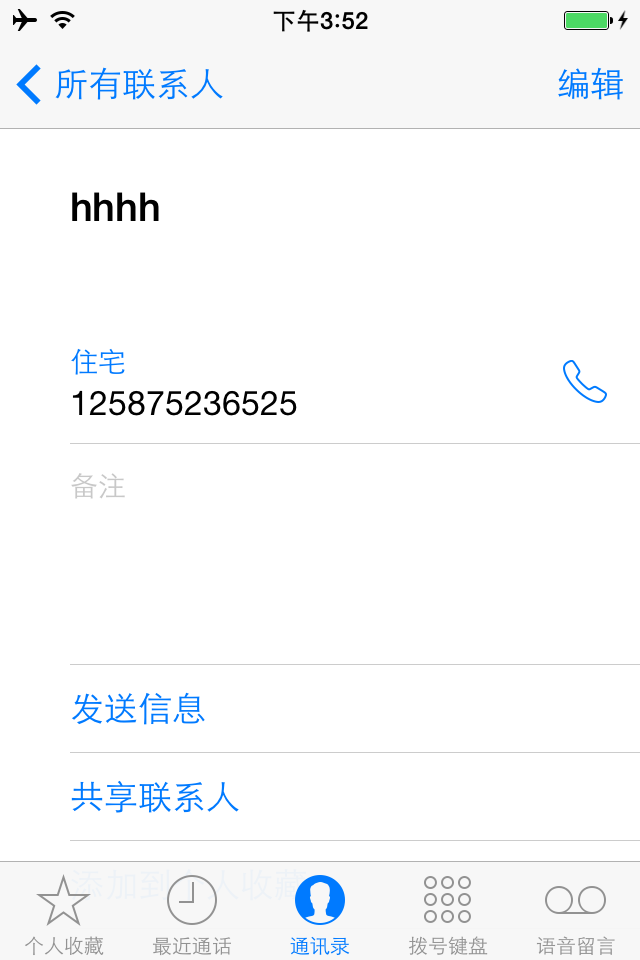 下午3:52
所有联系人 编辑
hhhh
住宅
125875236525
备注
发送信息
共享联系人
添加到个人收藏
个人收藏 最近通话 通讯录 拨号键盘 语音留言